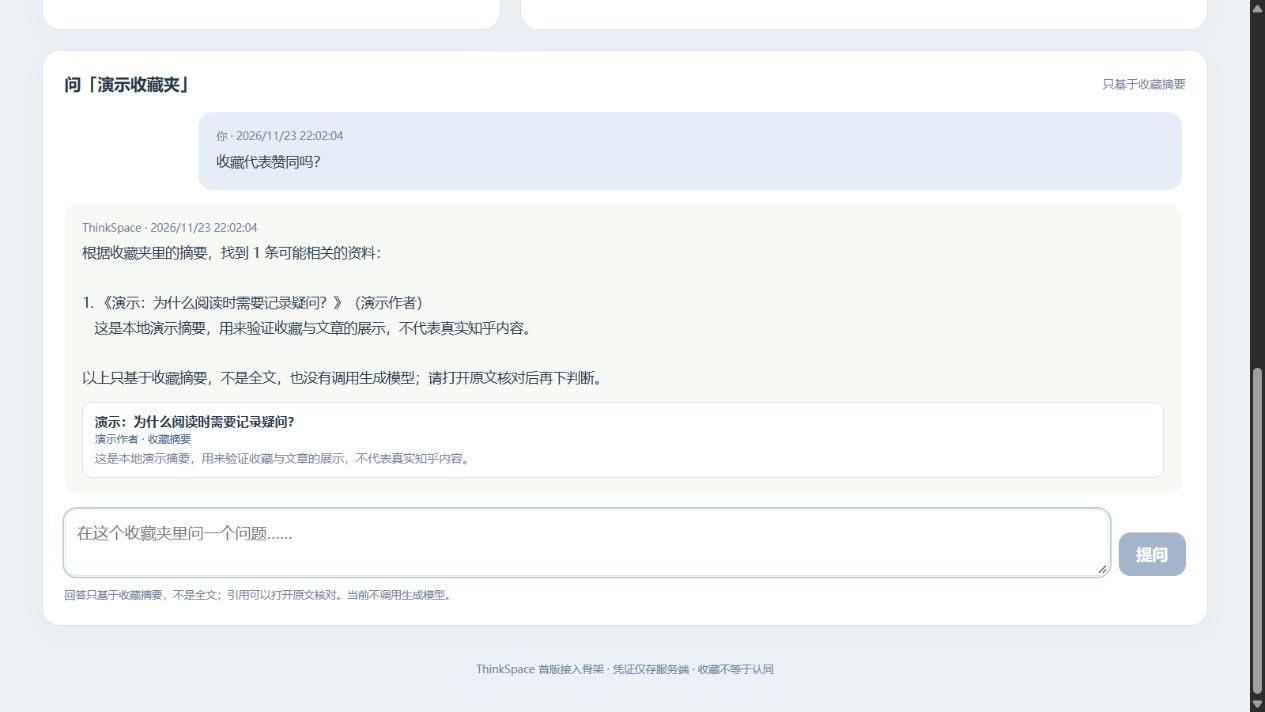 问「演示收藏夹」
只基于收藏摘要
你 · 2026/11/23 22:02:04
收藏代表赞同吗？
ThinkSpace · 2026/11/23 22:02:04
根据收藏夹里的摘要，找到 1 条可能相关的资料：
1. 《演示：为什么阅读时需要记录疑问？》（演示作者）
这是本地演示摘要，用来验证收藏与文章的展示，不代表真实知乎内容。
以上只基于收藏摘要，不是全文，也没有调用生成模型；请打开原文核对后再下判断。
演示：为什么阅读时需要记录疑问？
演示作者 · 收藏摘要
这是本地演示摘要，用来验证收藏与文章的展示，不代表真实知乎内容。
在这个收藏夹里问一个问题……
提问
回答只基于收藏摘要，不是全文；引用可以打开原文核对。当前不调用生成模型。
ThinkSpace 首版接入骨架 · 凭证仅存服务端 · 收藏不等于认同